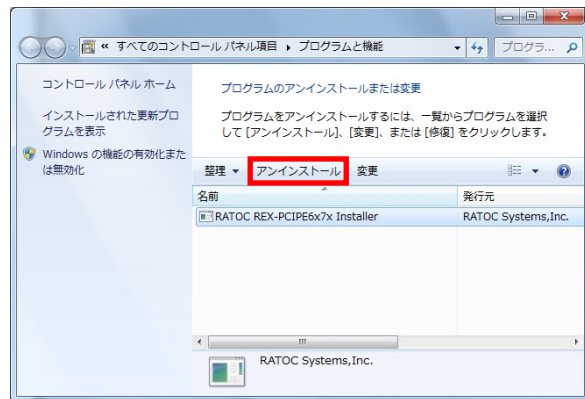 « すべてのコントロール パネル項目 ▸ プログラムと機能
プログラ...
コントロール パネル ホーム
インストールされた更新プロ
グラムを表示
Windows の機能の有効化また
は無効化
プログラムのアンインストールまたは変更
プログラムをアンインストールするには、一覧からプログラムを選択
して [アンインストール]、[変更]、または [修復] をクリックします。
整理 ▼ アンインストール 変更
名前 発行元
RATOC REX-PCIPE6x7x Installer RATOC Systems,Inc.
RATOC Systems,Inc.